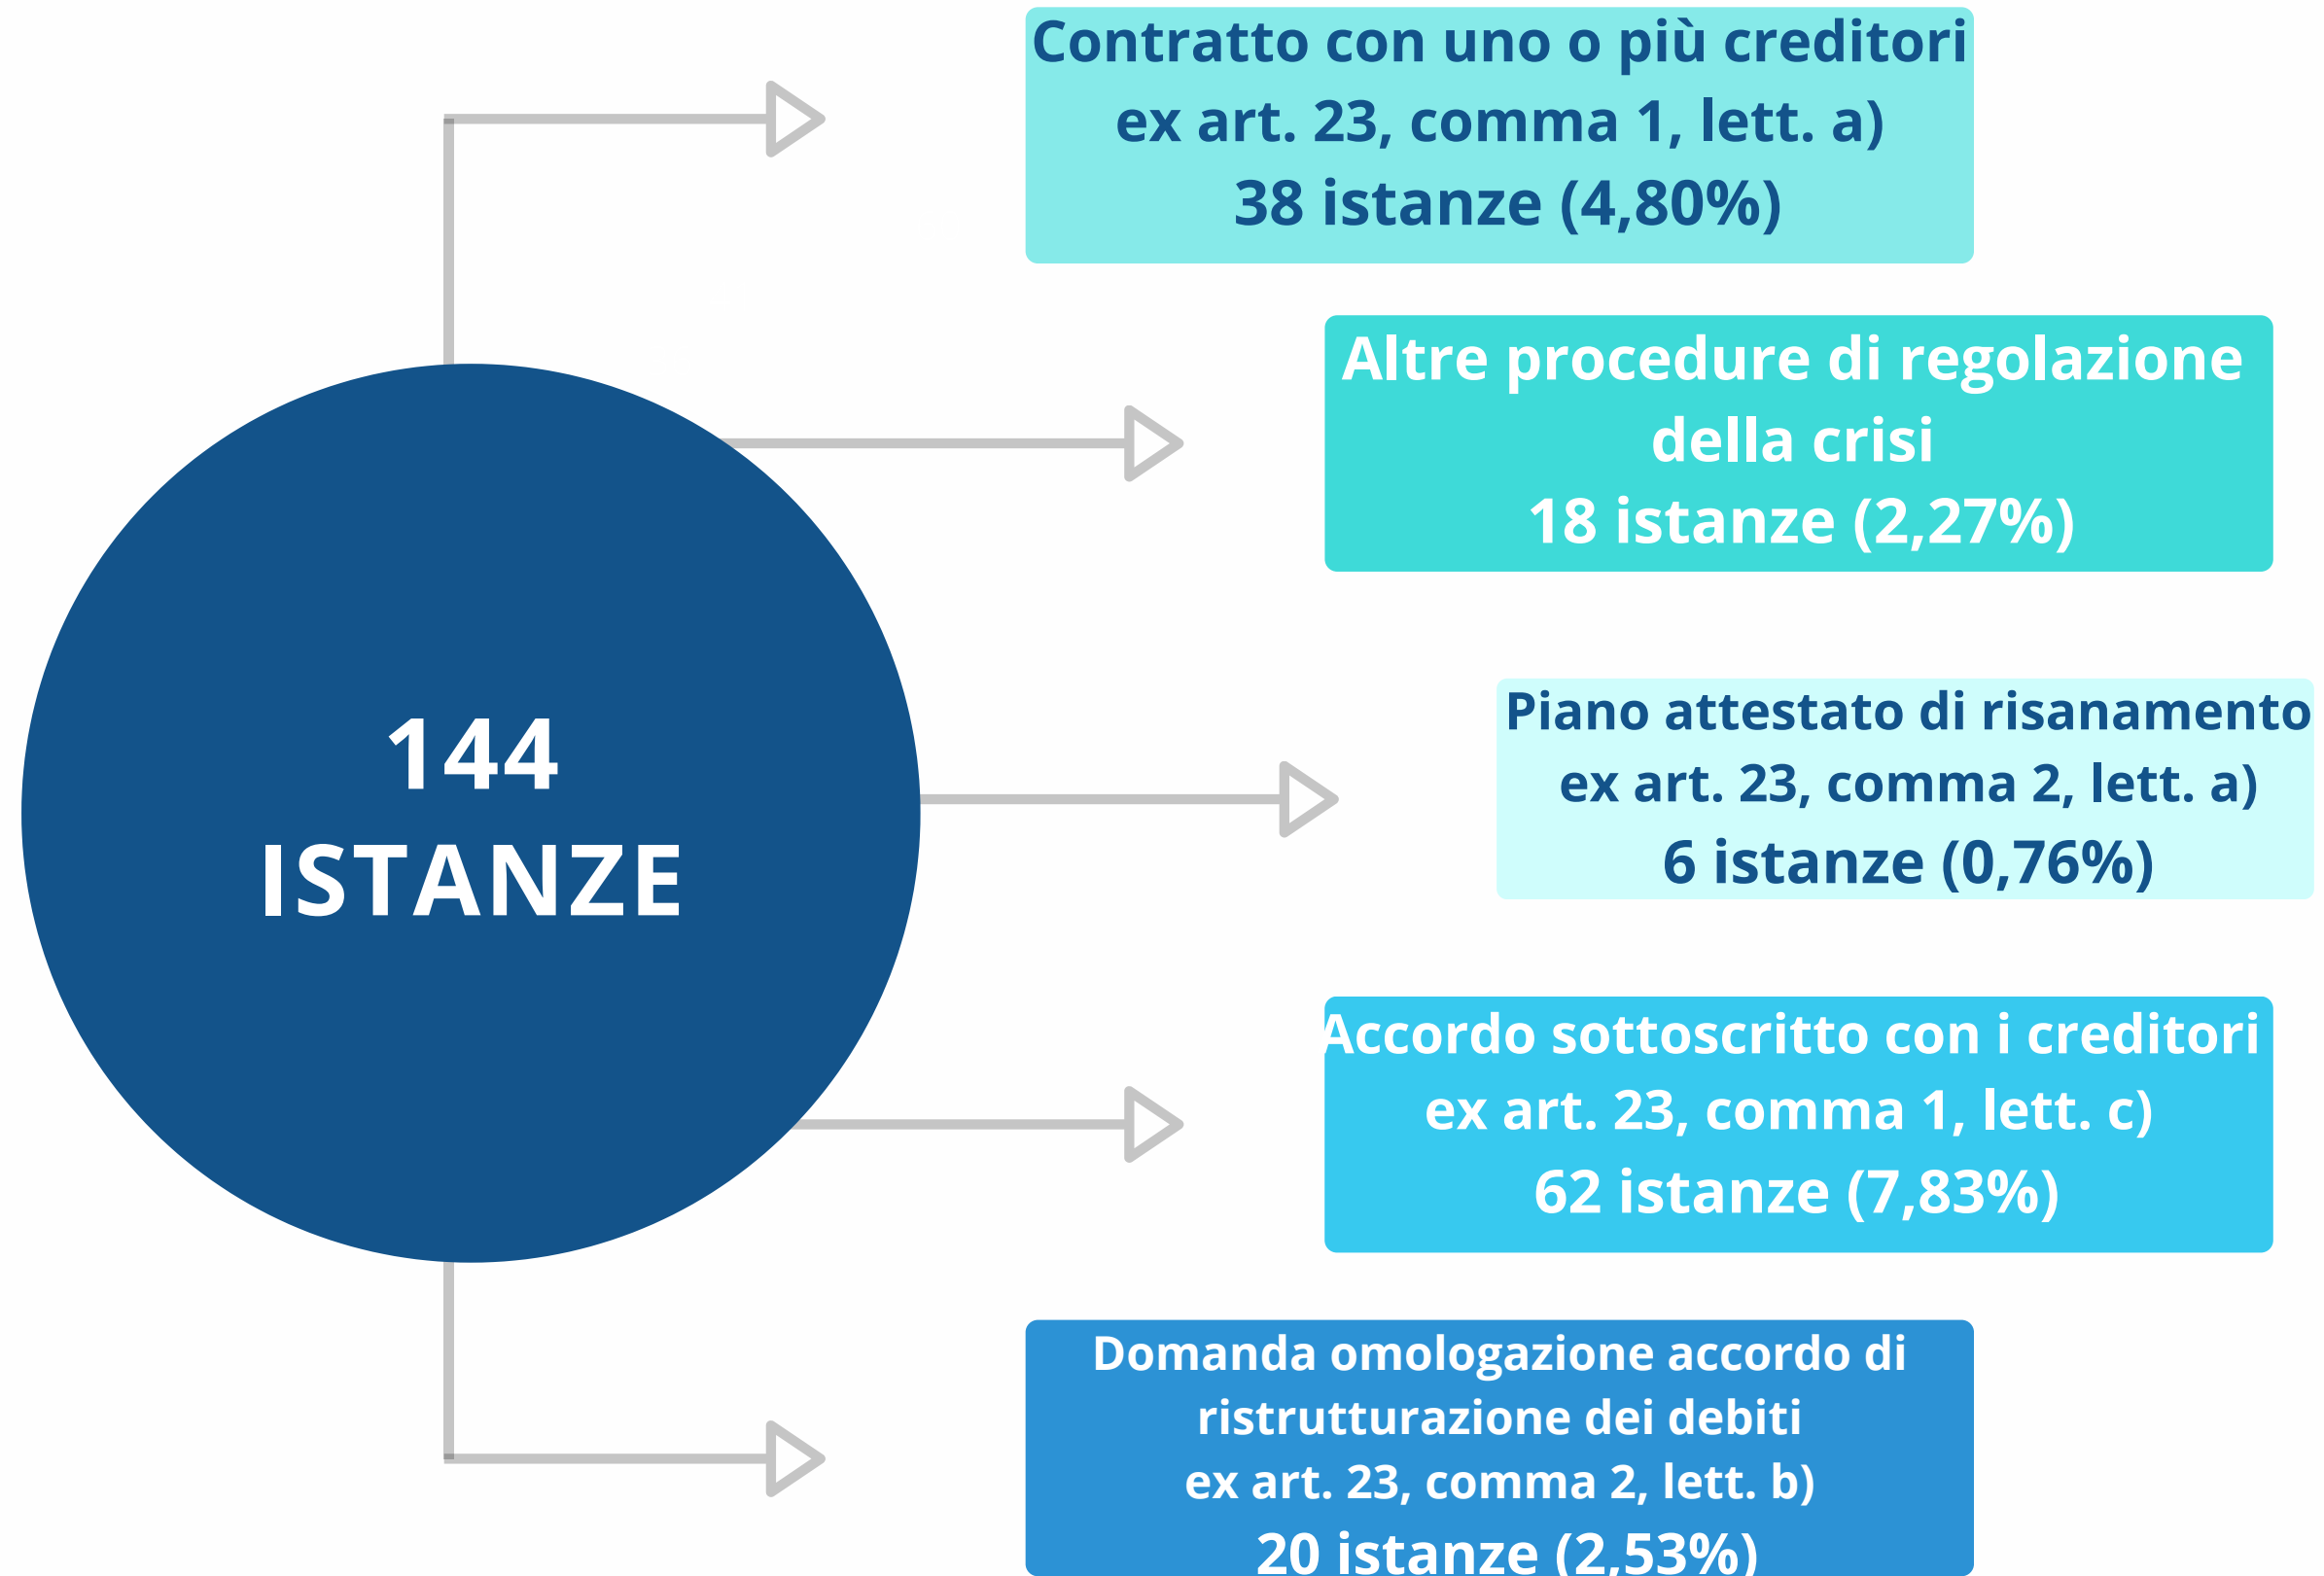 Contratto con uno o più creditori
ex art. 23, comma 1, lett. a)
38 istanze (4,80%)
Altre procedure di regolazione
della crisi
18 istanze (2,27%)
144
ISTANZE
Piano attestato di risanamento
ex art. 23, comma 2, lett. a)
6 istanze (0,76%)
Accordo sottoscritto con i creditori
ex art. 23, comma 1, lett. c)
62 istanze (7,83%)
Domanda omologazione accordo di
ristrutturazione dei debiti
ex art. 23, comma 2, lett. b)
20 istanze (2,53%)